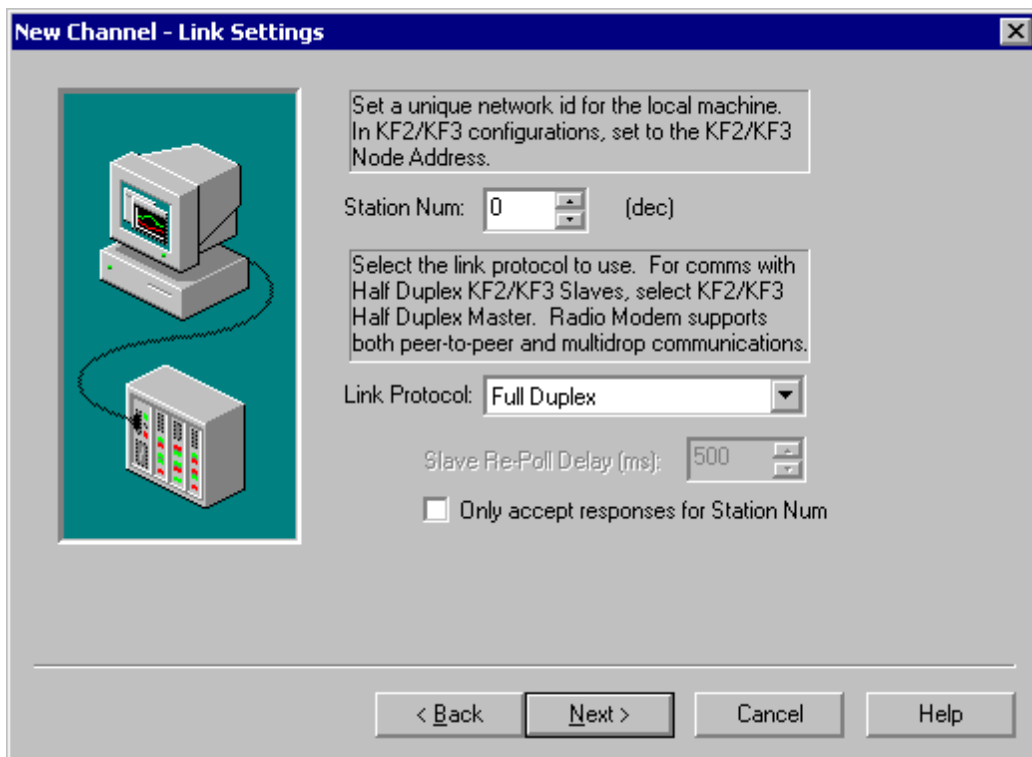 New Channel - Link Settings
Set a unique network id for the local machine.
In KF2/KF3 configurations, set to the KF2/KF3
Node Address.
Station Num: 0 (dec)
Select the link protocol to use.  For comms with
Half Duplex KF2/KF3 Slaves, select KF2/KF3
Half Duplex Master.  Radio Modem supports
both peer-to-peer and multidrop communications.
Link Protocol: Full Duplex
Slave Re-Poll Delay (ms): 500
Only accept responses for Station Num
< Back Next > Cancel Help